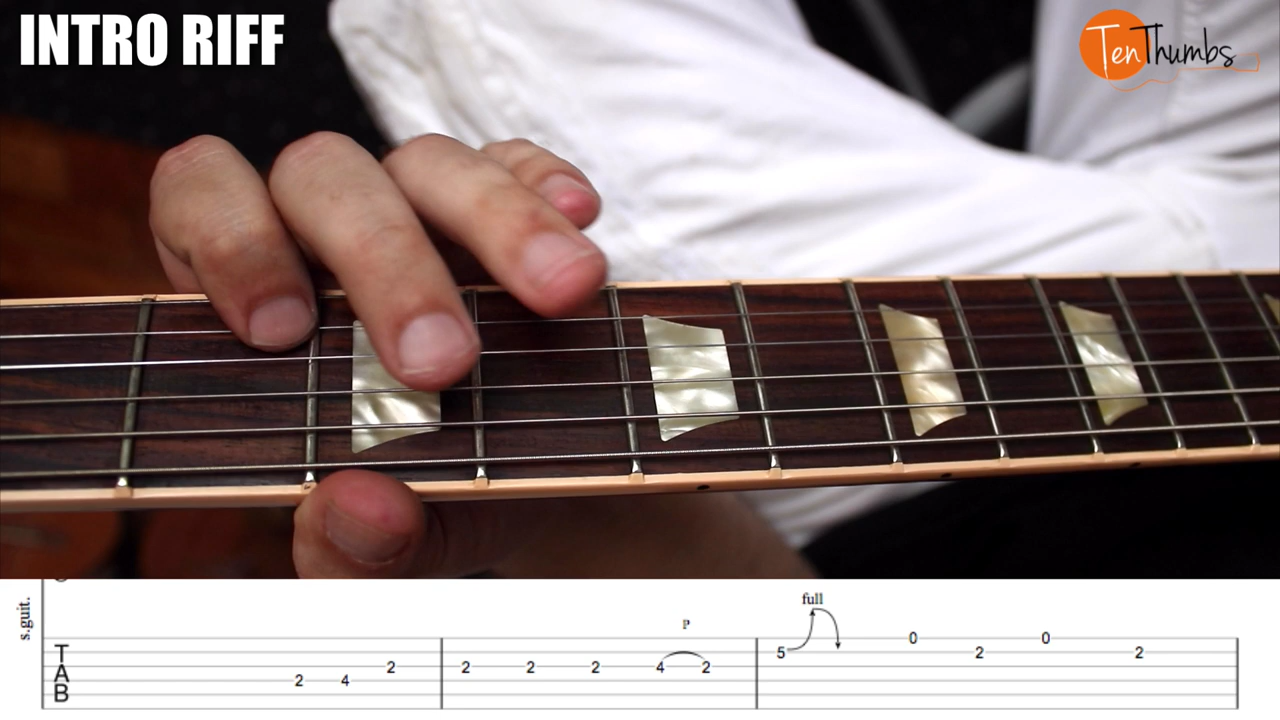 INTRO RIFF
TenThumbs
s.guit.
full
P
T
A
B
0 0
5 2 2
2 2 2 2 4 2
2 4